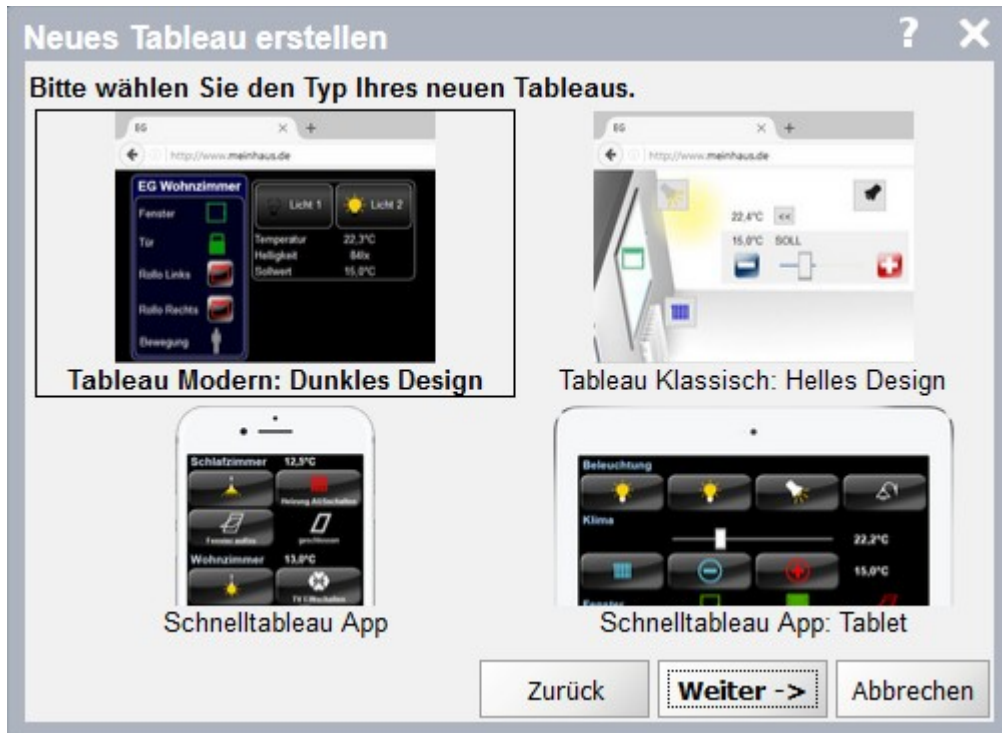 Neues Tableau erstellen ? ×
Bitte wählen Sie den Typ Ihres neuen Tableaus.
EG × +
http://www.meinhaus.de
EG Wohnzimmer
Licht 1 Licht 2
Fenster
Temperatur 22,3°C
Tür
Helligkeit 84lx
Sollwert 15,0°C
Rollo Links
Rollo Rechts
Bewegung
Tableau Modern: Dunkles Design
EG × +
http://www.meinhaus.de
22,4°C <<
15,0°C SOLL
Tableau Klassisch: Helles Design
Schlafzimmer 12,5°C
Heizung
geschlossen
Wohnzimmer 13,0°C
Schnelltableau App
Beleuchtung
Klima
22,2°C
15,0°C
Fenster
Schnelltableau App: Tablet
Zurück Weiter -> Abbrechen